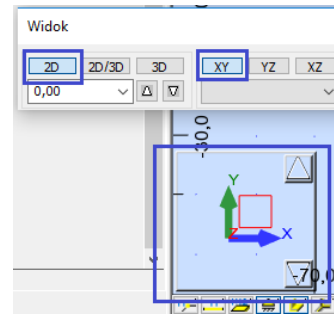 Widok
2D 2D/3D 3D XY YZ XZ
0,00
-30,0
Y
Z X
-70,0